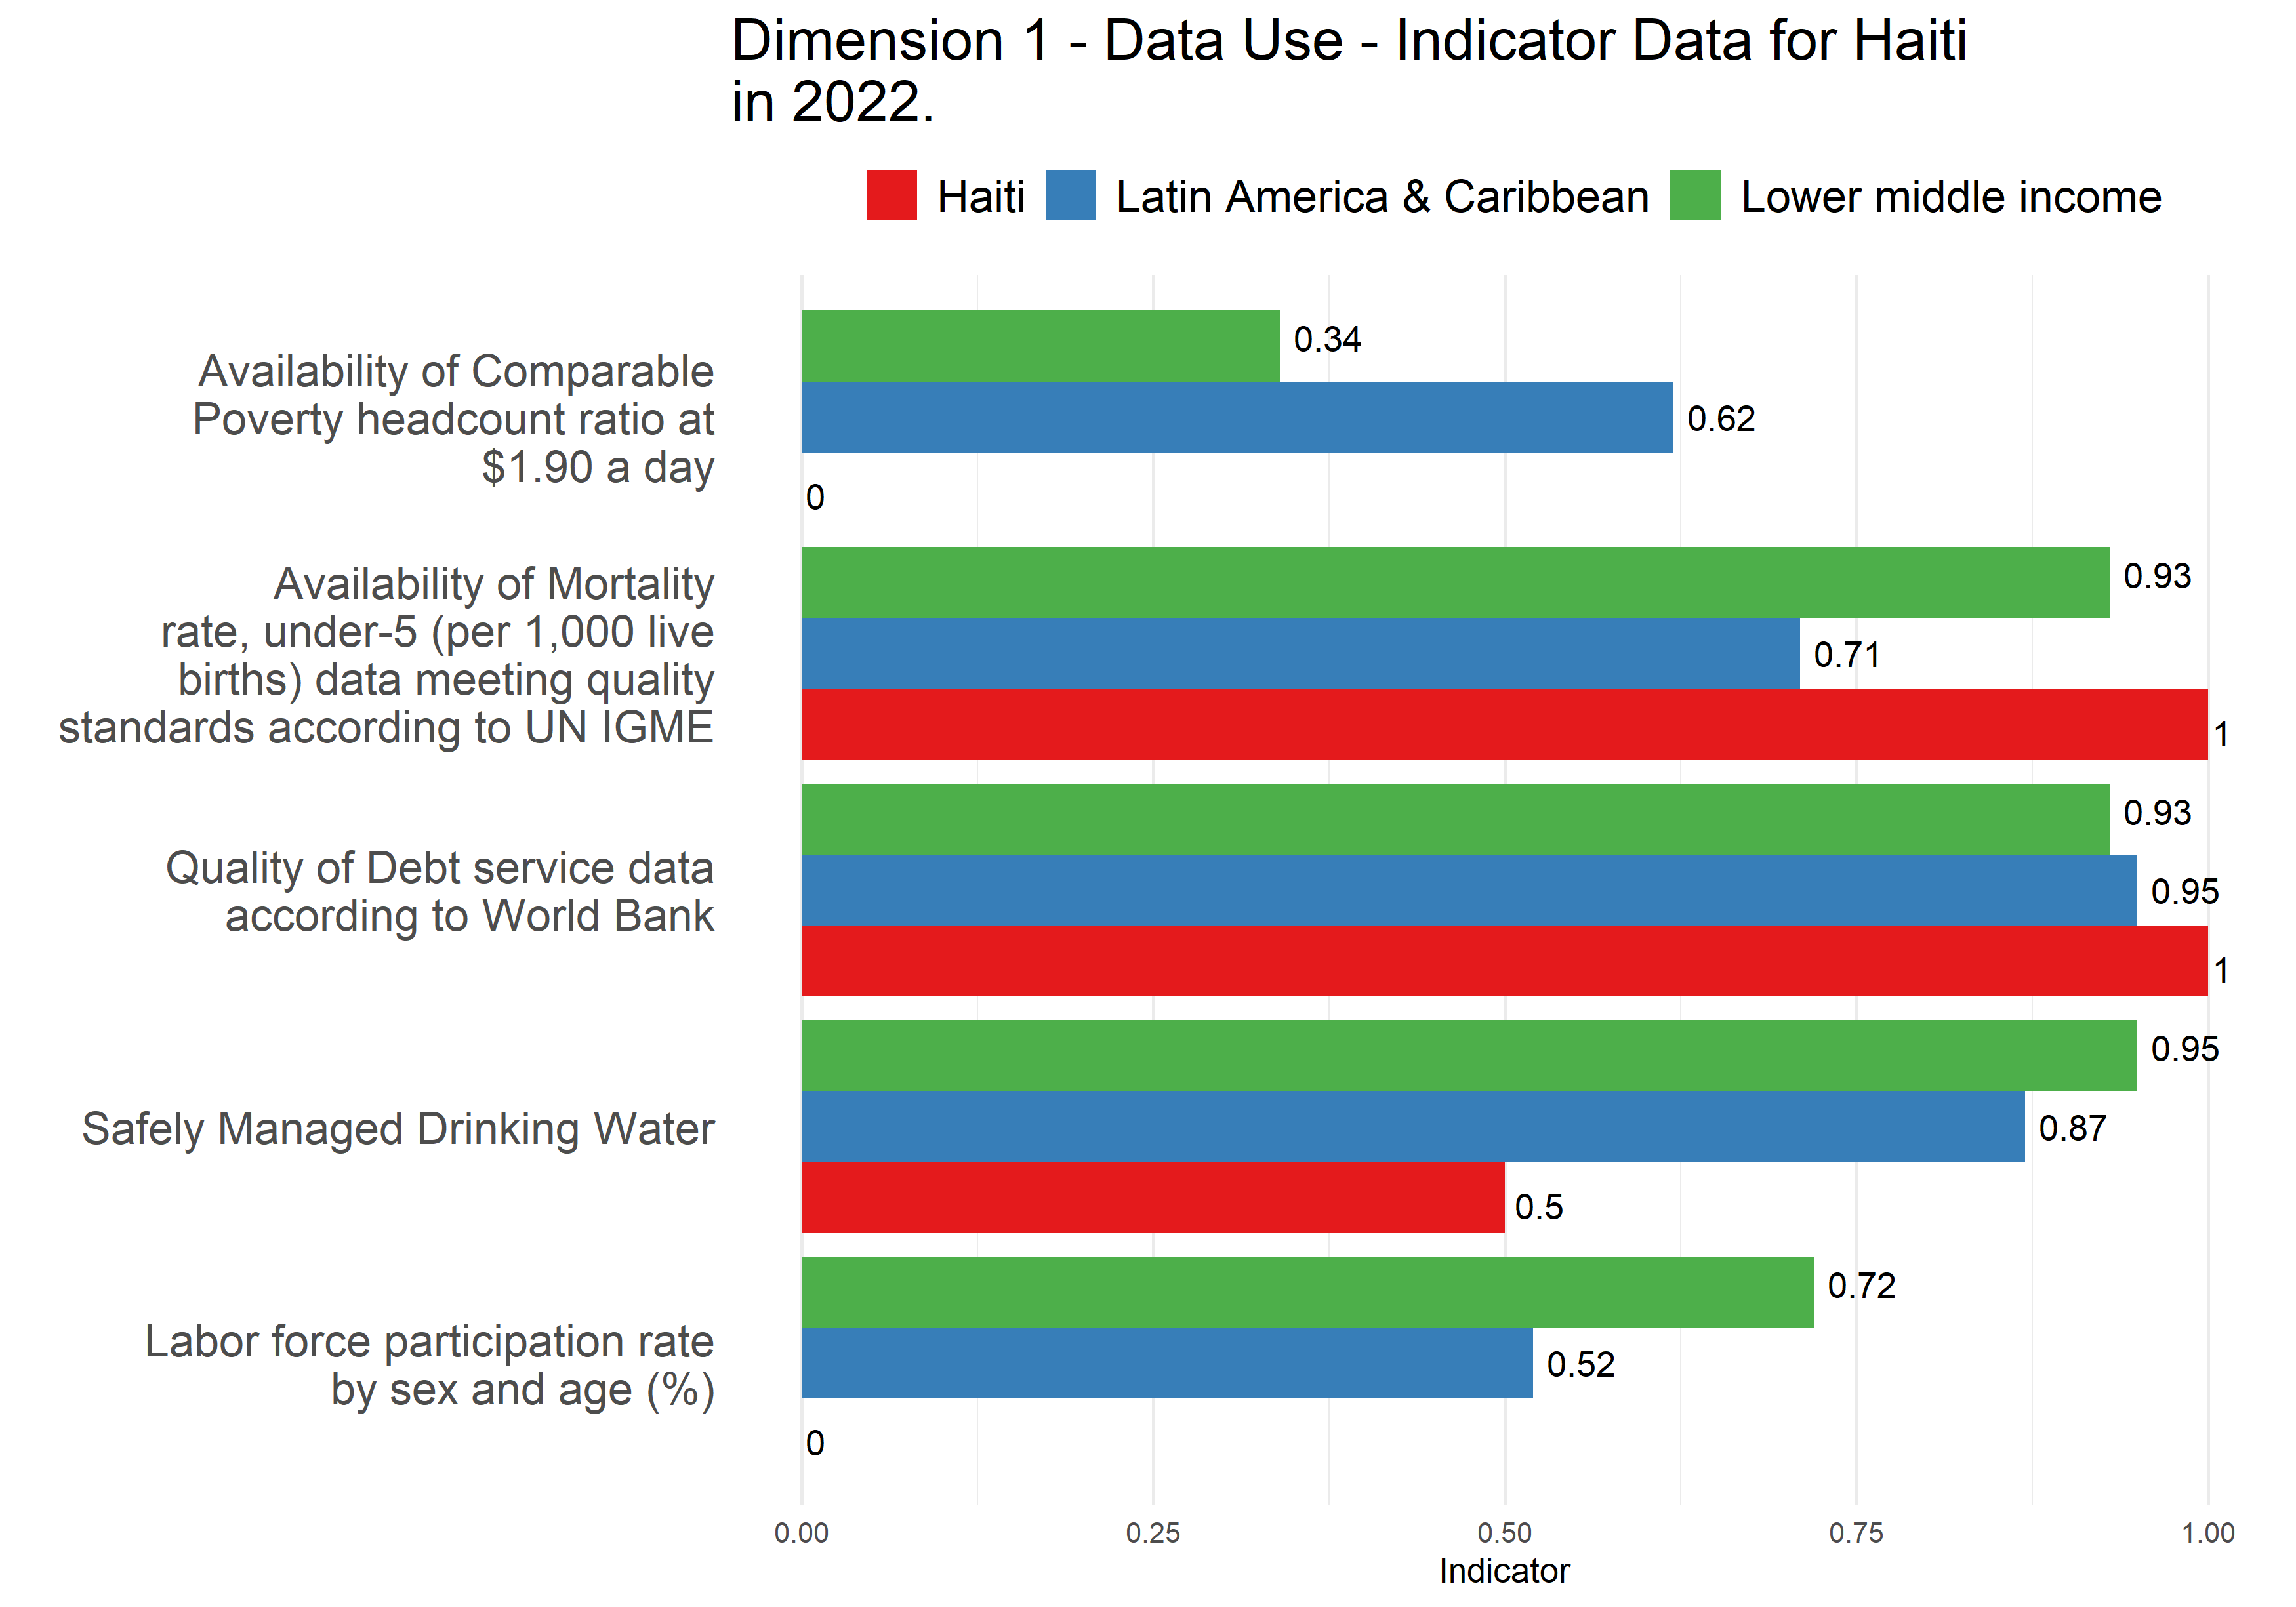 Dimension 1 - Data Use - Indicator Data for Haiti
in 2022.
Haiti Latin America & Caribbean Lower middle income
Availability of Comparable
Poverty headcount ratio at
$1.90 a day
0.34
0.62
0
Availability of Mortality
rate, under-5 (per 1,000 live
births) data meeting quality
standards according to UN IGME
0.93
0.71
1
Quality of Debt service data
according to World Bank
0.93
0.95
1
Safely Managed Drinking Water
0.95
0.87
0.5
Labor force participation rate
by sex and age (%)
0.72
0.52
0
0.00 0.25 0.50 0.75 1.00
Indicator